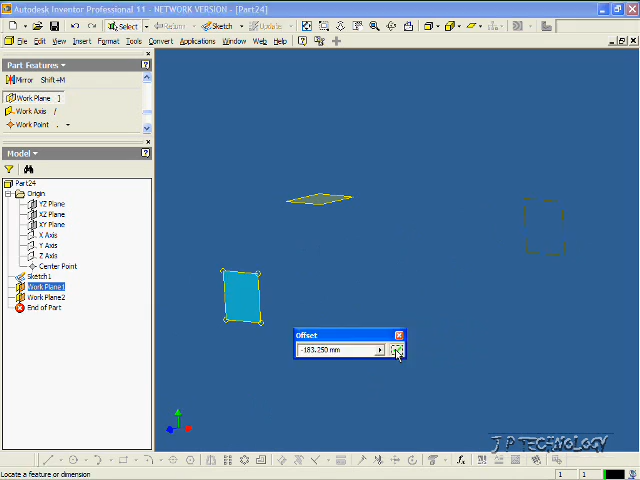 Autodesk Inventor Professional 11 - NETWORK VERSION - [Part24]
Select
Return
Sketch
Update
File Edit View Insert Format Tools Convert Applications Window Web Help
Part Features
Mirror Shift+M
Work Plane ]
Work Axis /
Work Point .
Model
Part24
Origin
YZ Plane
XZ Plane
XY Plane
X Axis
Y Axis
Z Axis
Center Point
Sketch1
Work Plane1
Work Plane2
End of Part
Offset
-183.250 mm
J P TECHNOLOGY
Locate a feature or dimension
1 1